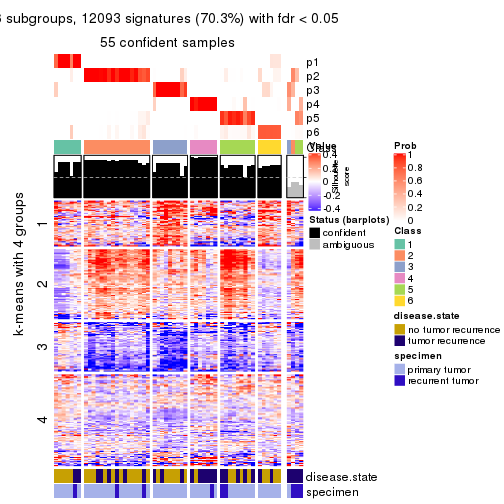 subgroups, 12093 signatures (70.3%) with fdr < 0.05
55 confident samples
p1
p2
p3
p4
p5
p6
Class
Value
0.4
0.2
0
-0.2
-0.4
Silhouette
score
Status (barplots)
confident
ambiguous
Prob
1
0.8
0.6
0.4
0.2
0
Class
1
2
3
4
5
6
disease.state
no tumor recurrence
tumor recurrence
specimen
primary tumor
recurrent tumor
k-means with 4 groups
1
2
3
4
disease.state
specimen